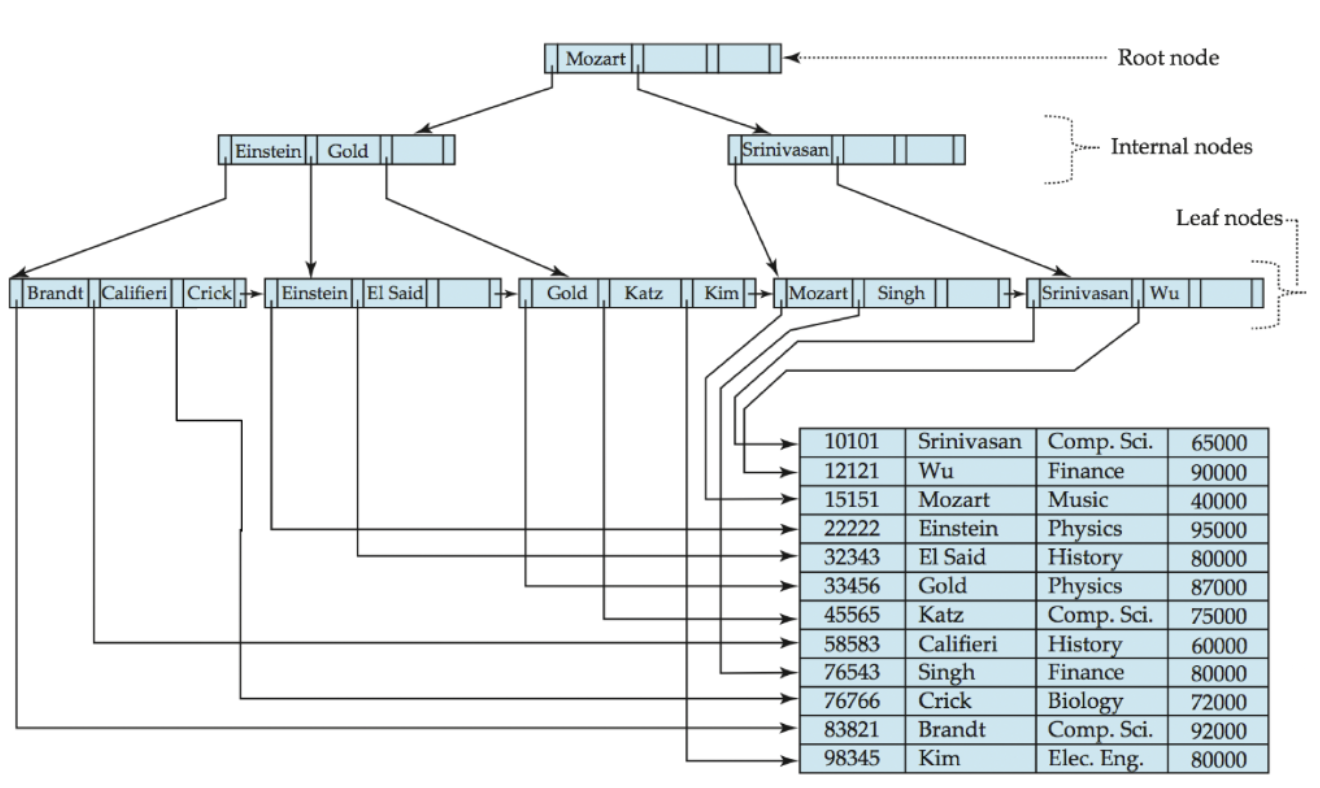 Mozart
Root node
Einstein Gold
Srinivasan
Internal nodes
Leaf nodes
Brandt Califieri Crick
Einstein El Said
Gold Katz Kim
Mozart Singh
Srinivasan Wu
10101 Srinivasan Comp. Sci. 65000
12121 Wu Finance 90000
15151 Mozart Music 40000
22222 Einstein Physics 95000
32343 El Said History 80000
33456 Gold Physics 87000
45565 Katz Comp. Sci. 75000
58583 Califieri History 60000
76543 Singh Finance 80000
76766 Crick Biology 72000
83821 Brandt Comp. Sci. 92000
98345 Kim Elec. Eng. 80000